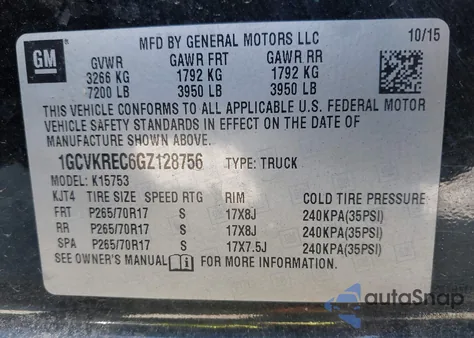 GM
MFD BY GENERAL MOTORS LLC 10/15
GVWR GAWR FRT GAWR RR
3266 KG 1792 KG 1792 KG
7200 LB 3950 LB 3950 LB
THIS VEHICLE CONFORMS TO ALL APPLICABLE U.S. FEDERAL MOTOR
VEHICLE SAFETY STANDARDS IN EFFECT ON THE DATE OF
MANUFACTURE SHOWN ABOVE.
1GCVKREC6GZ128756 TYPE: TRUCK
MODEL: K15753
KJT4 TIRE SIZE SPEED RTG RIM COLD TIRE PRESSURE
FRT P265/70R17 S 17X8J 240KPA(35PSI)
RR P265/70R17 S 17X8J 240KPA(35PSI)
SPA P265/70R17 S 17X7.5J 240KPA(35PSI)
SEE OWNER'S MANUAL FOR MORE INFORMATION
autoSnap